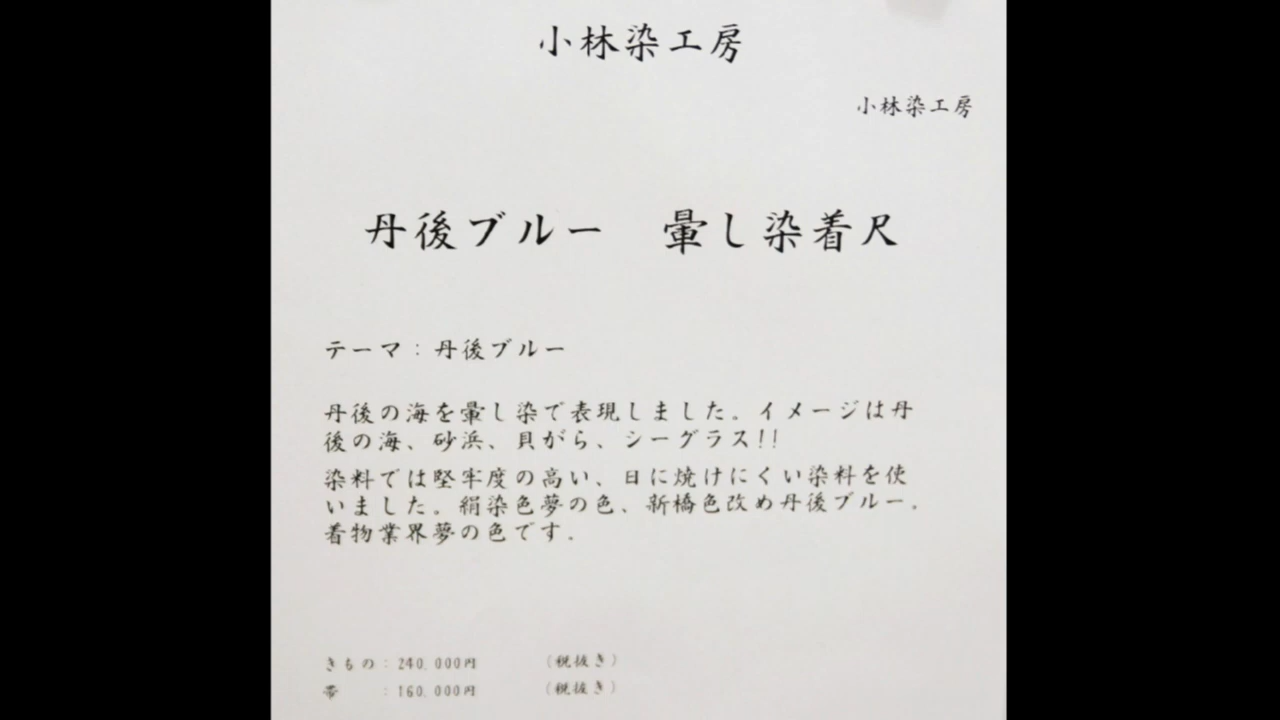 小林染工房
小林染工房
丹後ブルー　暈し染着尺
テーマ：丹後ブルー
丹後の海を暈し染で表現しました。イメージは丹
後の海、砂浜、貝がら、シーグラス!!
染料では堅牢度の高い、日に焼けにくい染料を使
いました。絹染色夢の色、新橋色改め丹後ブルー。
着物業界夢の色です。
きもの：240,000円　　（税抜き）
帯　　：160,000円　　（税抜き）